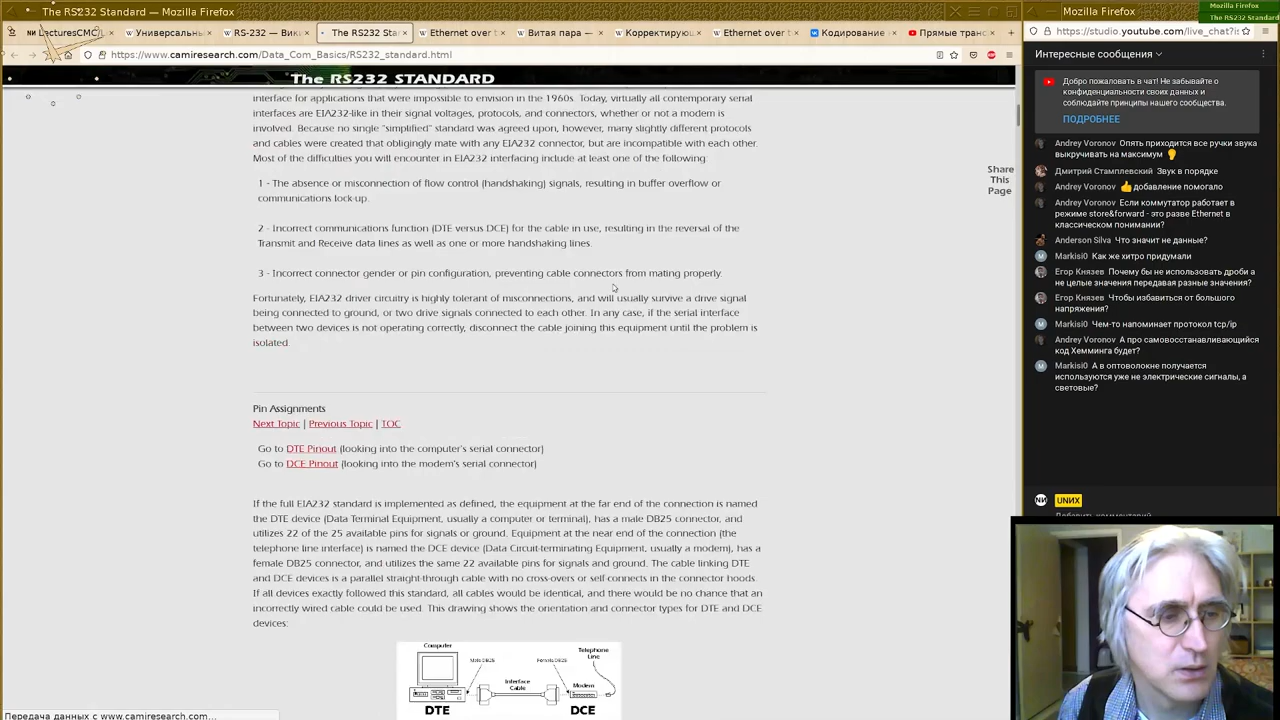 The RS232 Standard — Mozilla Firefox
Mozilla Firefox
Mozilla Firefox
The RS232 Standard
LecturesCMC
Универсаль
RS-232 — Вики
The RS232 Sta
Ethernet over
Витая пара —
Корректирую
Ethernet over
Кодирование
Прямые транс
https://www.camiresearch.com/Data_Com_Basics/RS232_standard.html
https://studio.youtube.com/live_chat?is
The RS232 STANDARD
interface for applications that were impossible to envision in the 1960s. Today, virtually all contemporary serial
interfaces are EIA232-like in their signal voltages, protocols, and connectors, whether or not a modem is
involved. Because no single "simplified" standard was agreed upon, however, many slightly different protocols
and cables were created that obligingly mate with any EIA232 connector, but are incompatible with each other.
Most of the difficulties you will encounter in EIA232 interfacing include at least one of the following:
1 - The absence or misconnection of flow control (handshaking) signals, resulting in buffer overflow or
communications lock-up.
2 - Incorrect communications function (DTE versus DCE) for the cable in use, resulting in the reversal of the
Transmit and Receive data lines as well as one or more handshaking lines.
3 - Incorrect connector gender or pin configuration, preventing cable connectors from mating properly.
Fortunately, EIA232 driver circuitry is highly tolerant of misconnections, and will usually survive a drive signal
being connected to ground, or two drive signals connected to each other. In any case, if the serial interface
between two devices is not operating correctly, disconnect the cable joining this equipment until the problem is
isolated.
Share
This
Page
Pin Assignments
Next Topic | Previous Topic | TOC
Go to DTE Pinout (looking into the computer's serial connector)
Go to DCE Pinout (looking into the modem's serial connector)
If the full EIA232 standard is implemented as defined, the equipment at the far end of the connection is named
the DTE device (Data Terminal Equipment, usually a computer or terminal), has a male DB25 connector, and
utilizes 22 of the 25 available pins for signals or ground. Equipment at the near end of the connection (the
telephone line interface) is named the DCE device (Data Circuit-terminating Equipment, usually a modem), has a
female DB25 connector, and utilizes the same 22 available pins for signals and ground. The cable linking DTE
and DCE devices is a parallel straight-through cable with no cross-overs or self-connects in the connector hoods.
If all devices exactly followed this standard, all cables would be identical, and there would be no chance that an
incorrectly wired cable could be used. This drawing shows the orientation and connector types for DTE and DCE
devices:
Computer
Male DB25
Interface
Cable
Female DB25
Telephone
Line
Modem
DTE
DCE
Передача данных с www.camiresearch.com...
Интересные сообщения
Добро пожаловать в чат! Не забывайте о
конфиденциальности своих данных и
соблюдайте принципы нашего сообщества.
ПОДРОБНЕЕ
Andrey Voronov Опять приходится все ручки звука
выкручивать на максимум
Дмитрий Стамплевский Звук в порядке
Andrey Voronov добавление помогало
Andrey Voronov Если коммутатор работает в
режиме store&forward - это разве Ethernet в
классическом понимании?
Anderson Silva Что значит не данные?
Markisi0 Как же хитро придумали
Егор Князев Почему бы не использовать дроби а
не целые значения передавая разные значения?
Егор Князев Чтобы избавиться от большого
напряжения?
Markisi0 Чем-то напоминает протокол tcp/ip
Andrey Voronov А про самовосстанавливающийся
код Хемминга будет?
Markisi0 А в оптоволокне получается
используются уже не электрические сигналы, а
световые?
UNИX
Добавить комментарий